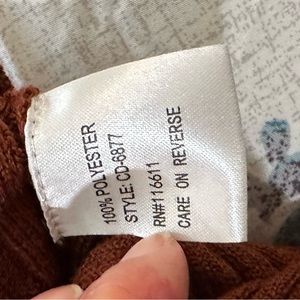 100% POLYESTER
STYLE: CD-6877
RN#116611
CARE ON REVERSE